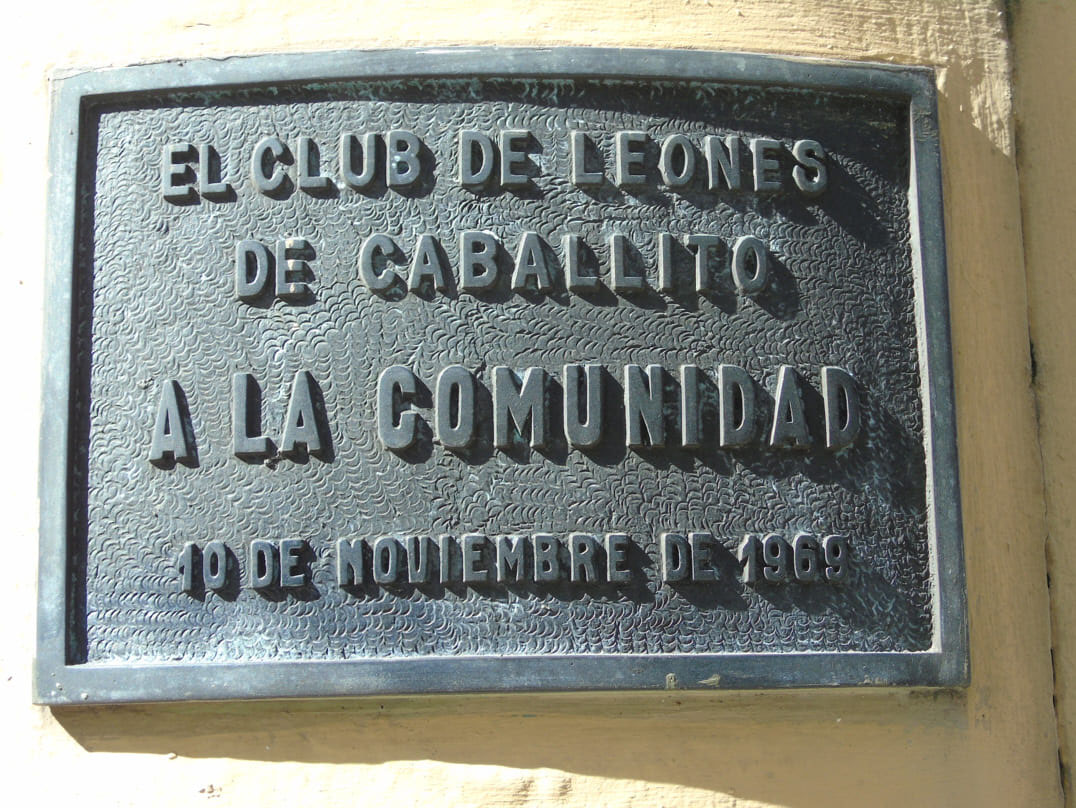 EL CLUB DE LEONES
DE CABALLITO
A LA COMUNIDAD
10 DE NOVIEMBRE DE 1969